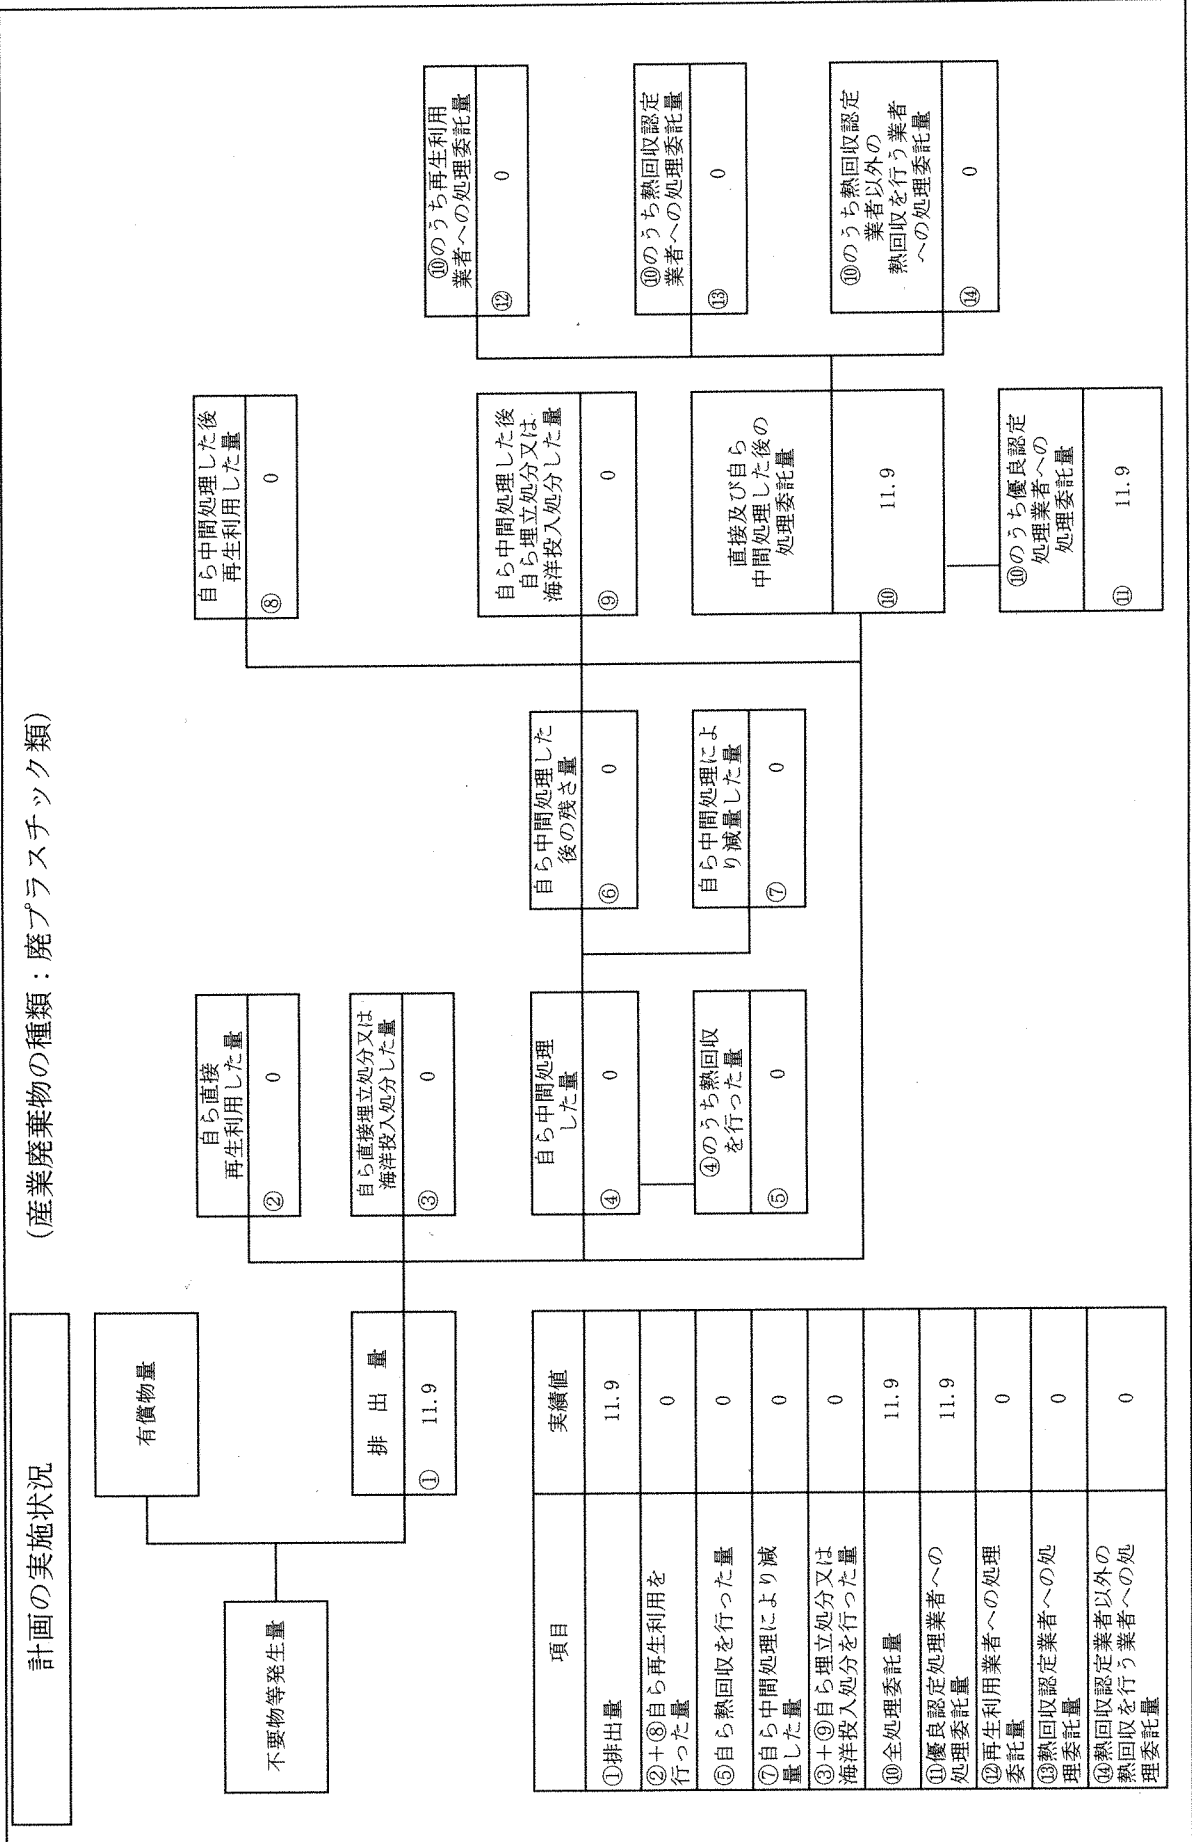 計画の実施状況
（産業廃棄物の種類：廃プラスチック類）
不要物等発生量
有償物量
排 出 量
① 11.9
自ら直接
再生利用した量
② 0
自ら直接埋立処分又は
海洋投入処分した量
③ 0
自ら中間処理
した量
④ 0
④のうち熱回収
を行った量
⑤ 0
自ら中間処理した
後の残さ量
⑥ 0
自ら中間処理によ
り減量した量
⑦ 0
自ら中間処理した後
再生利用した量
⑧ 0
自ら中間処理した後
自ら埋立処分又は
海洋投入処分した量
⑨ 0
直接及び自ら
中間処理した後の
処理委託量
⑩ 11.9
⑩のうち優良認定
処理業者への
処理委託量
⑪ 11.9
⑩のうち再生利用
業者への処理委託量
⑫ 0
⑩のうち熱回収認定
業者への処理委託量
⑬ 0
⑩のうち熱回収認定
業者以外の
熱回収を行う業者
への処理委託量
⑭ 0
項目 実績値
①排出量 11.9
②＋⑧自ら再生利用を
行った量 0
⑤自ら熱回収を行った量 0
⑦自ら中間処理により減
量した量 0
③＋⑨自ら埋立処分又は
海洋投入処分を行った量 0
⑩全処理委託量 11.9
⑪優良認定処理業者への
処理委託量 11.9
⑫再生利用業者への処理
委託量 0
⑬熱回収認定業者への処
理委託量 0
⑭熱回収認定業者以外の
熱回収を行う業者への処
理委託量 0